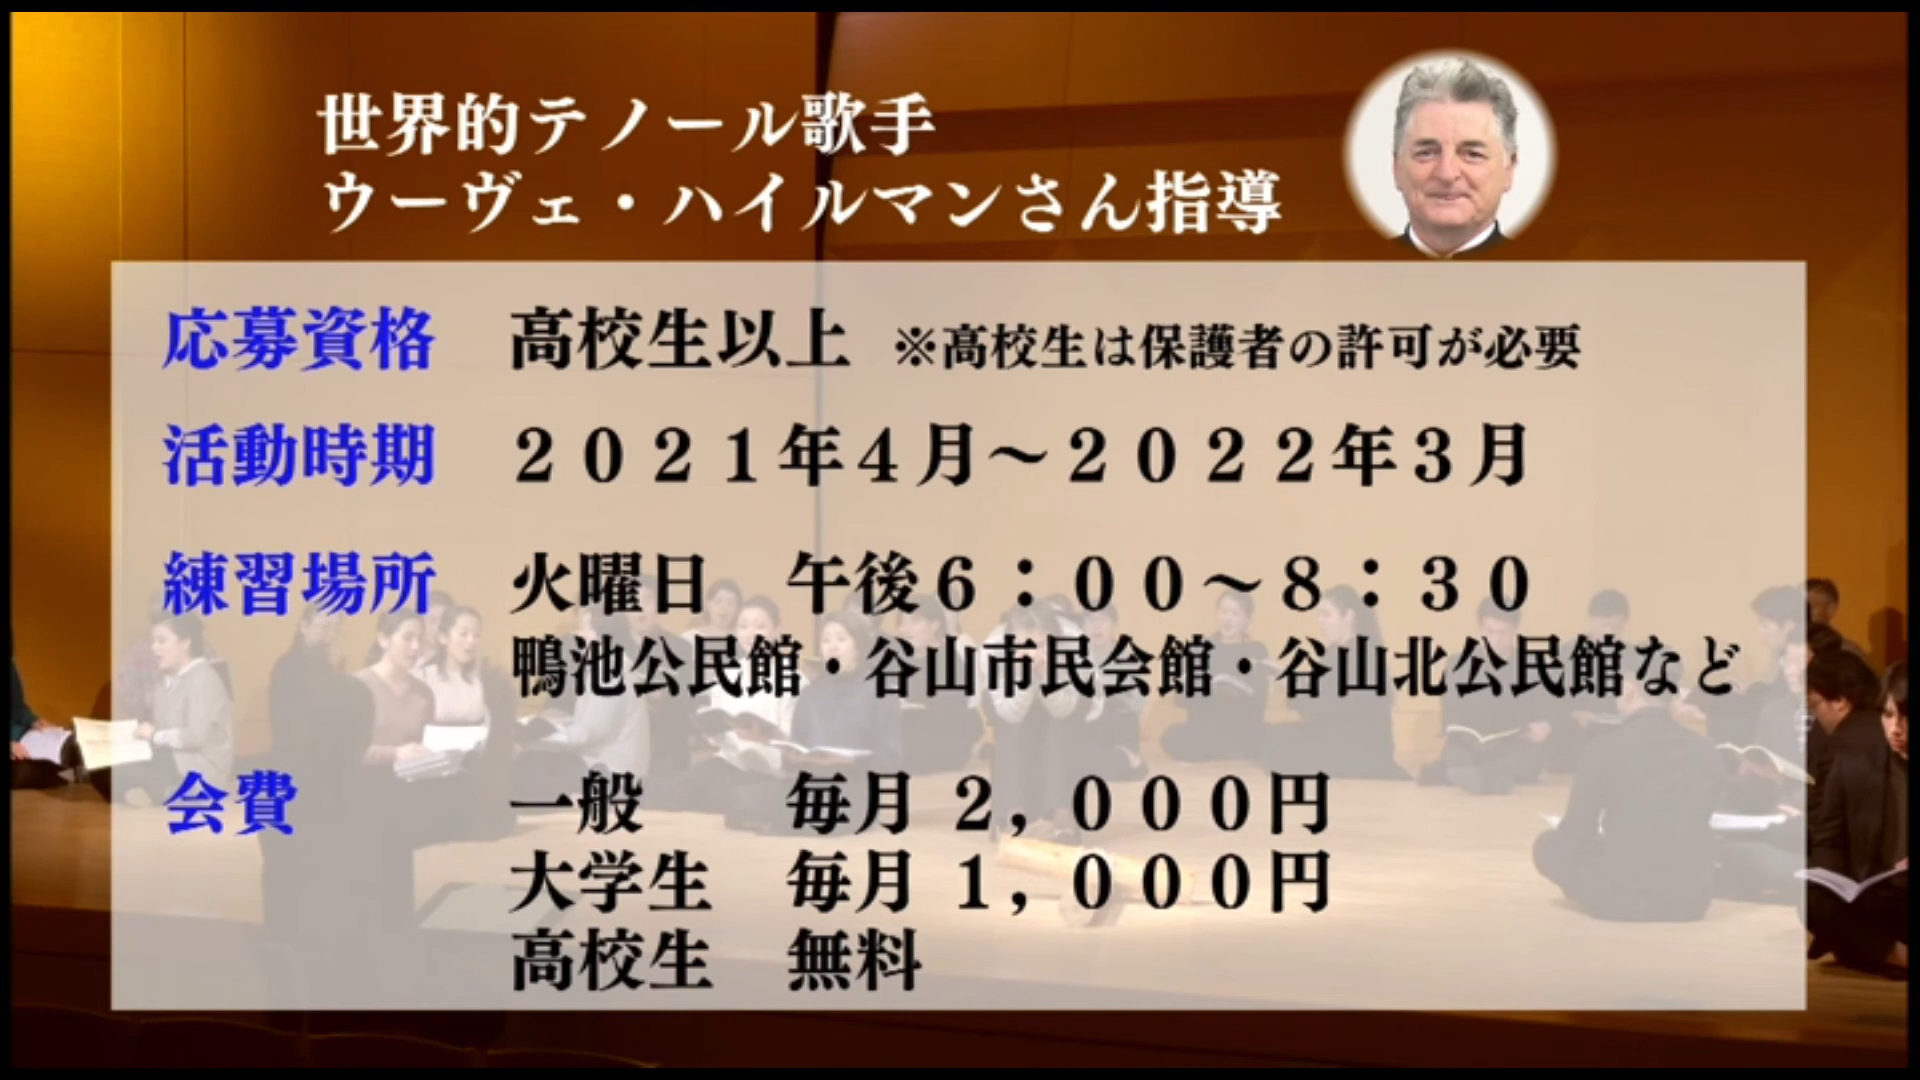 世界的テノール歌手
ウーヴェ・ハイルマンさん指導
応募資格　高校生以上　※高校生は保護者の許可が必要
活動時期　２０２１年４月～２０２２年３月
練習場所　火曜日　午後６：００～８：３０
鴨池公民館・谷山市民会館・谷山北公民館など
会費　一般　毎月２，０００円
大学生　毎月１，０００円
高校生　無料